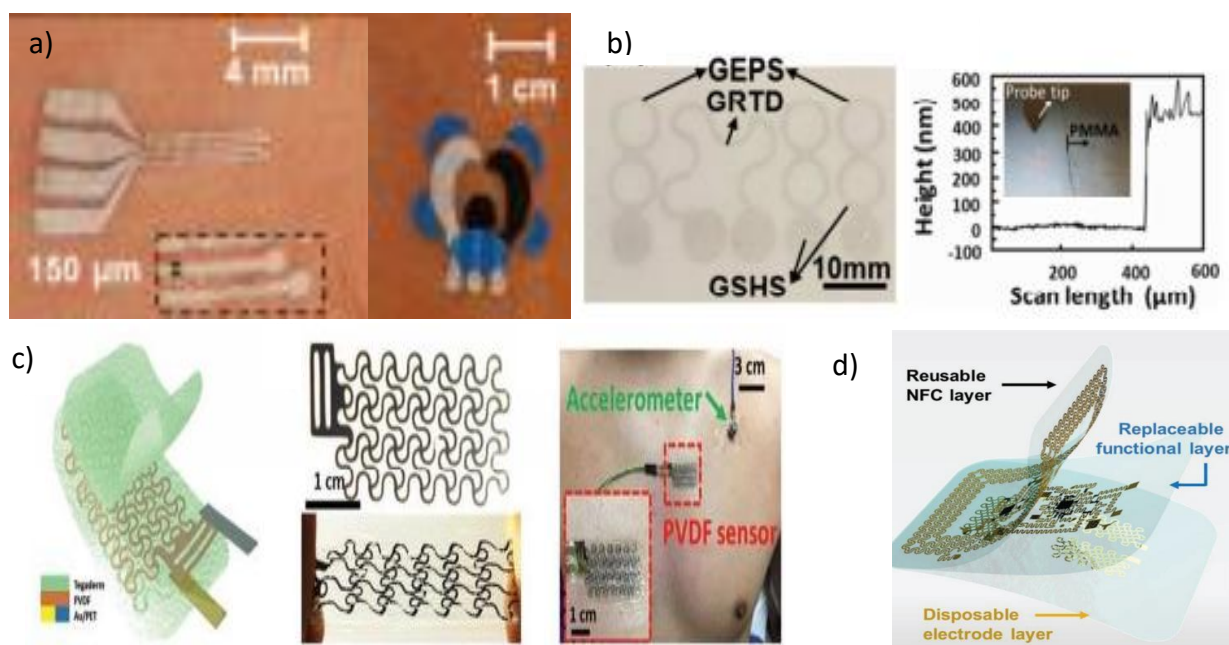 a)
4 mm
1 cm
150 µm
b)
GEPS
GRTD
GSHS
10mm
Height (nm)
600
500
400
300
200
100
0
-100
Probe tip
PMMA
200 400 600
Scan length (µm)
c)
Tegaderm
PVDF
Au/PET
1 cm
Accelerometer
3 cm
PVDF sensor
1 cm
d)
Reusable
NFC layer
Replaceable
functional layer
Disposable
electrode layer